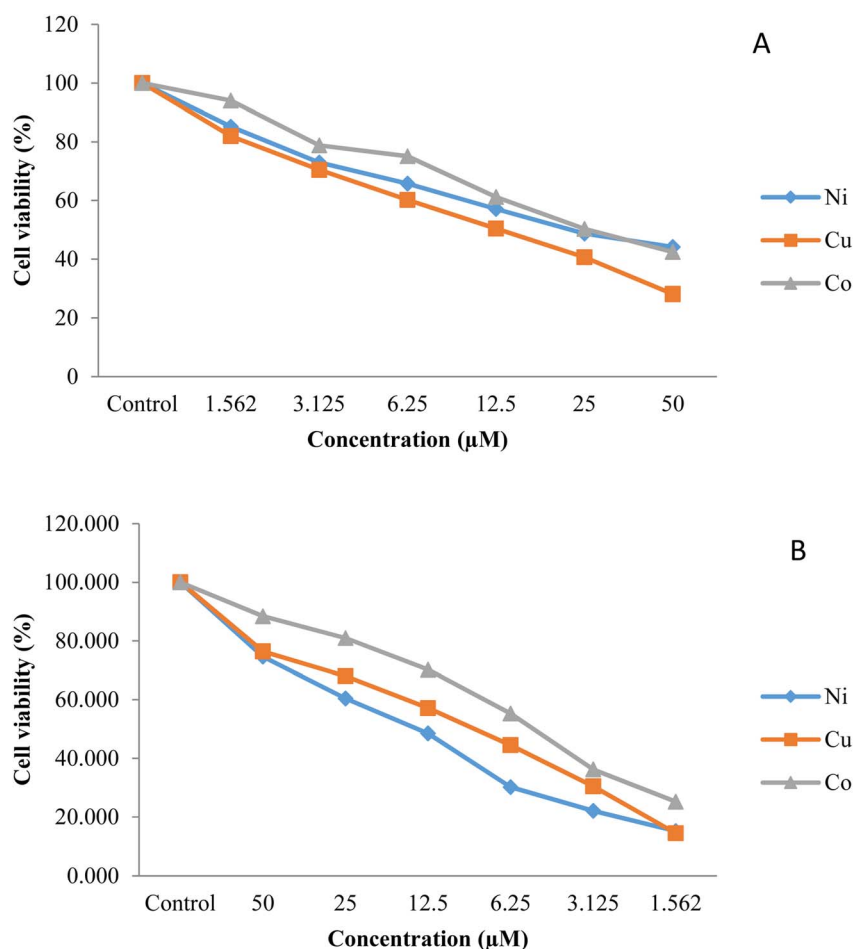 A
120
100
80
60
40
20
0
Cell viability (%)
Control 1.562 3.125 6.25 12.5 25 50
Concentration (µM)
Ni
Cu
Co
B
120.000
100.000
80.000
60.000
40.000
20.000
0.000
Cell viability (%)
Control 50 25 12.5 6.25 3.125 1.562
Concentration (µM)
Ni
Cu
Co